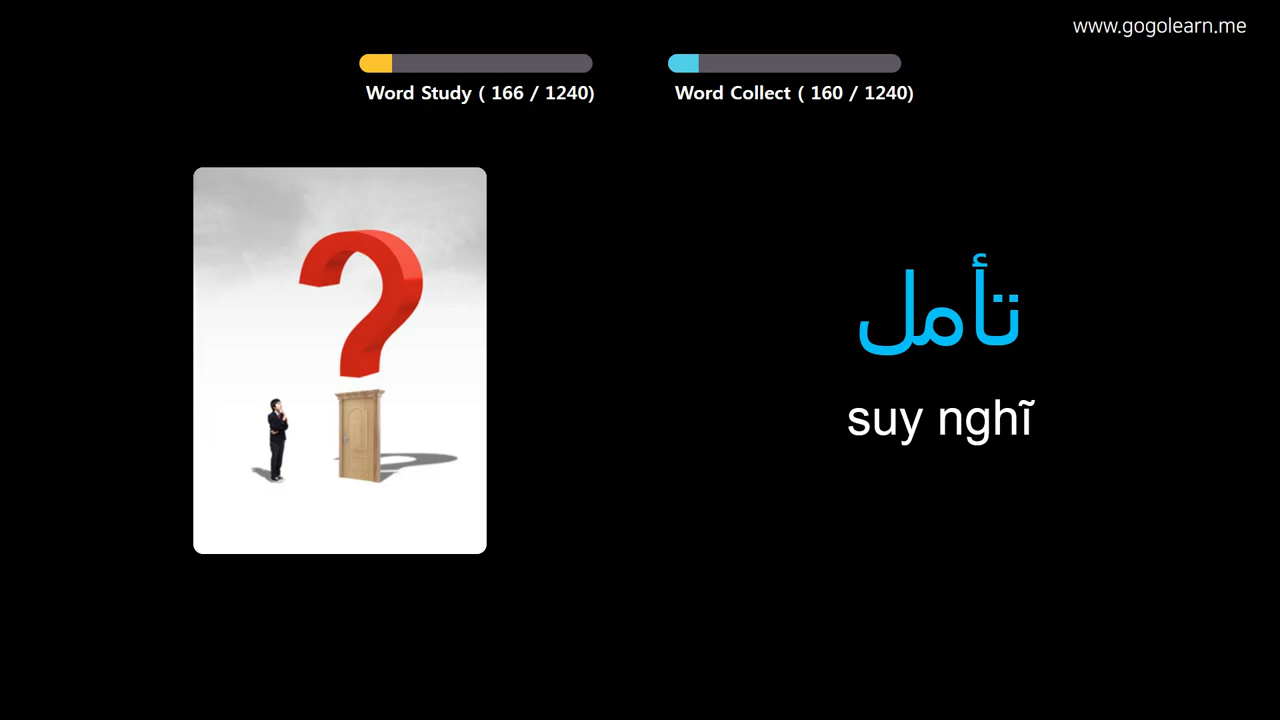 www.gogolearn.me
Word Study ( 166 / 1240)
Word Collect ( 160 / 1240)
تأمل
suy nghĩ